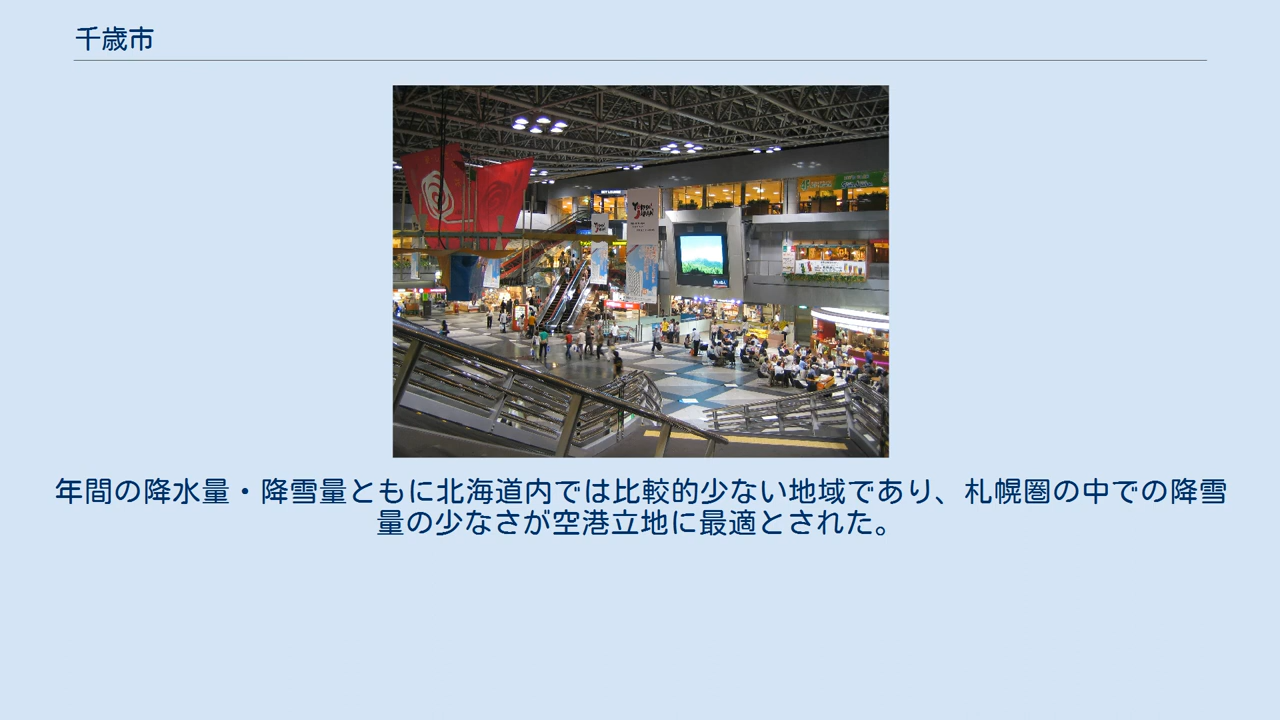 千歳市
YOKOSO!
JAPAN
年間の降水量・降雪量ともに北海道内では比較的少ない地域であり、札幌圏の中での降雪
量の少なさが空港立地に最適とされた。